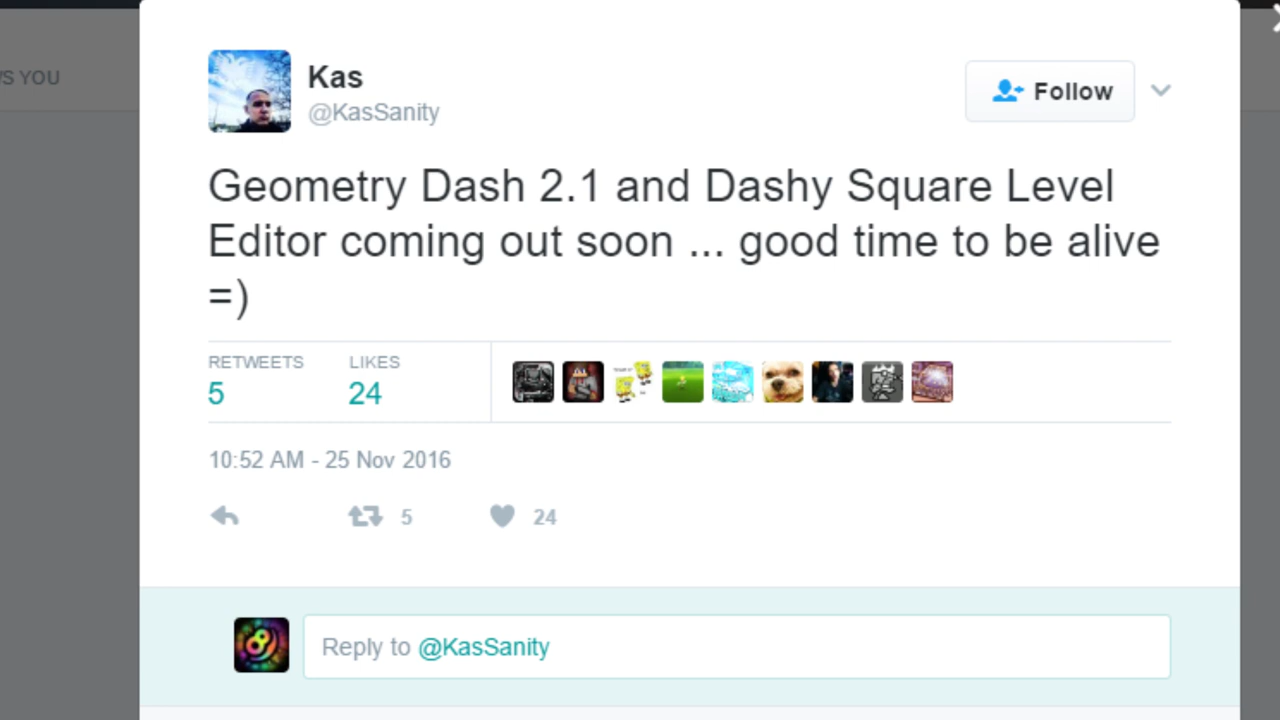 'S YOU
Kas
@KasSanity
Follow
Geometry Dash 2.1 and Dashy Square Level
Editor coming out soon ... good time to be alive
=)
RETWEETS LIKES
5 24
10:52 AM - 25 Nov 2016
5 24
Reply to @KasSanity